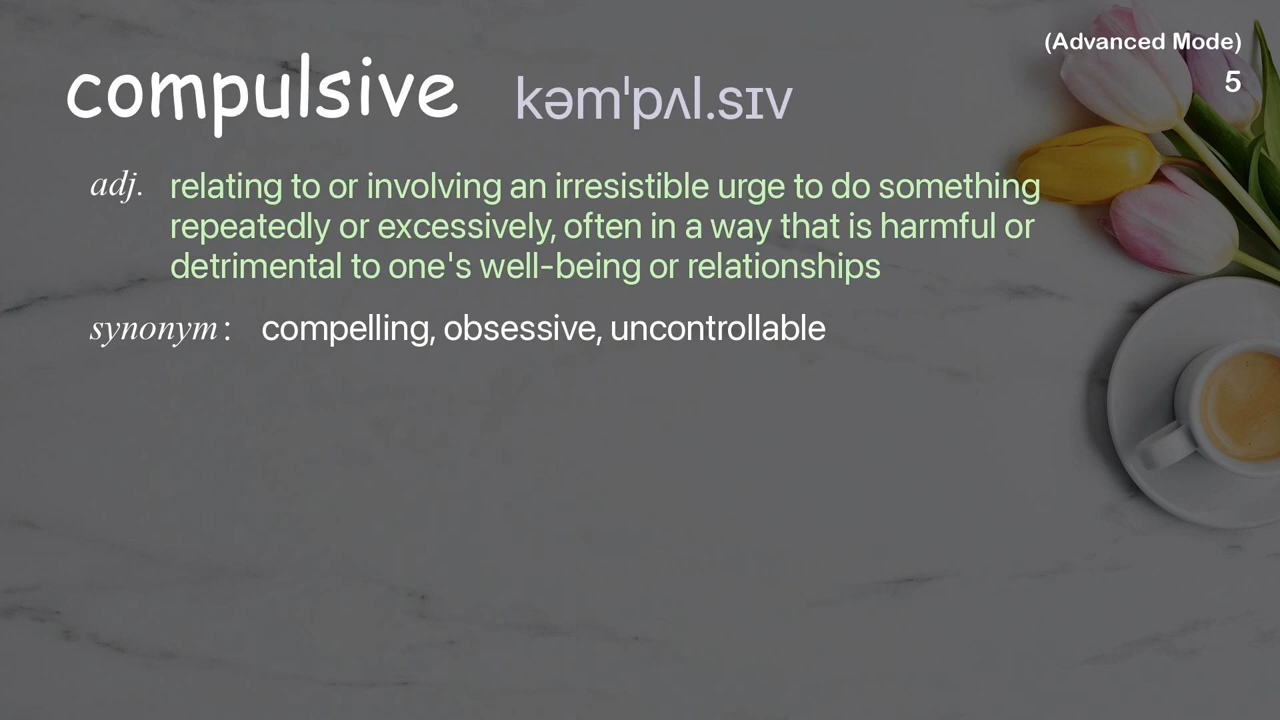 (Advanced Mode)
compulsive kəmˈpʌl.sɪv
5
adj. relating to or involving an irresistible urge to do something
repeatedly or excessively, often in a way that is harmful or
detrimental to one's well-being or relationships
synonym: compelling, obsessive, uncontrollable